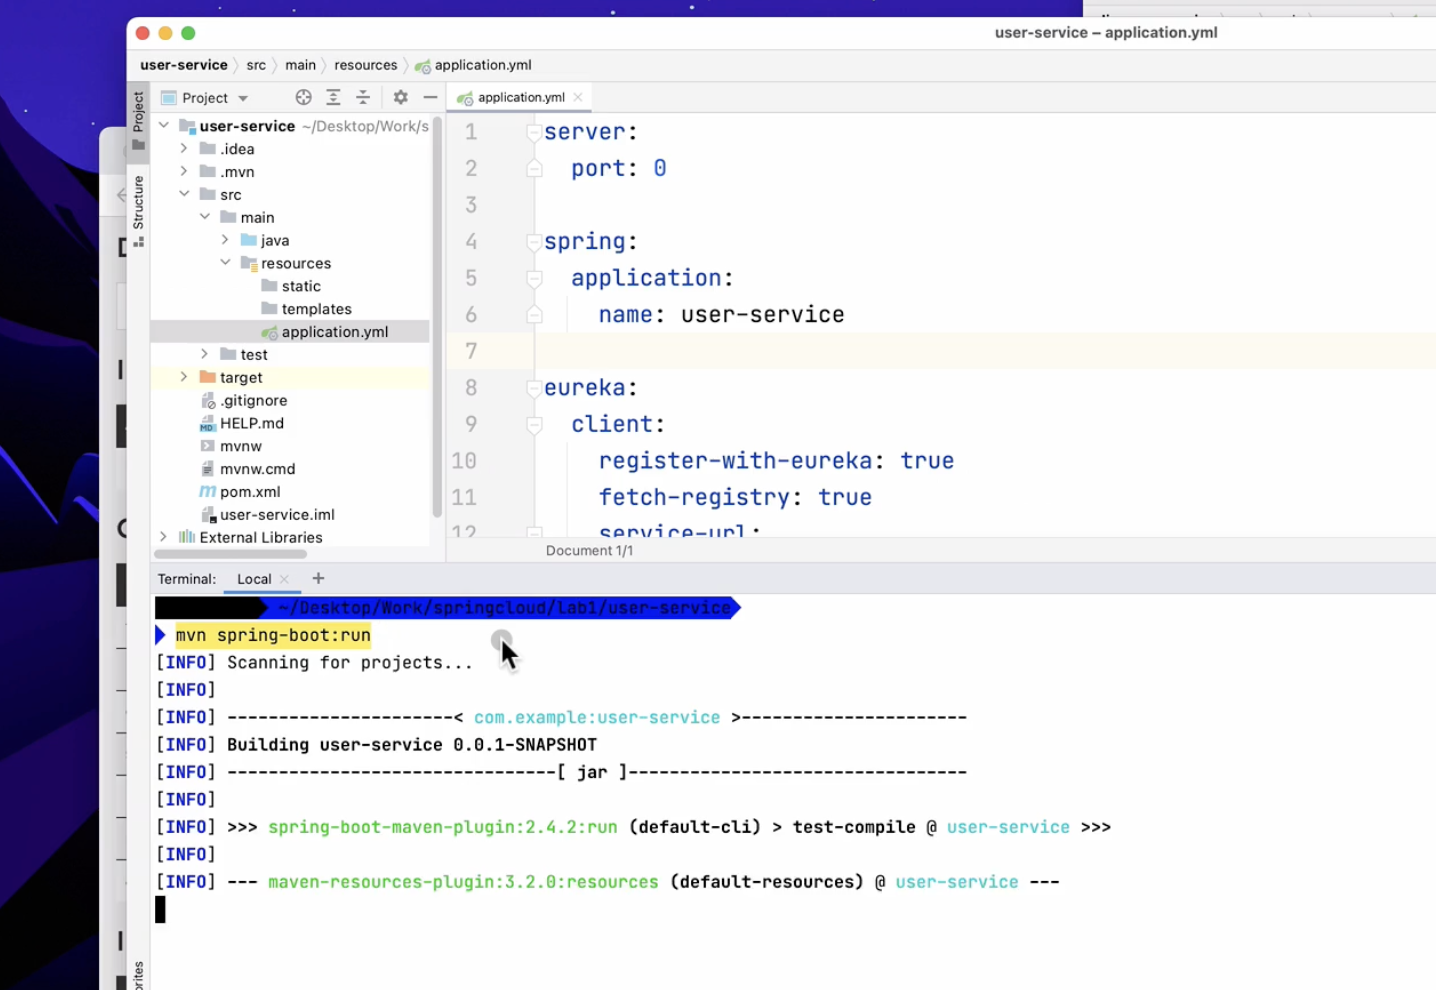 user-service – application.yml
user-service 〉 src 〉 main 〉 resources 〉 application.yml
Project
application.yml
Project
Structure
user-service ~/Desktop/Work/s
.idea
.mvn
src
main
java
resources
static
templates
application.yml
test
target
.gitignore
HELP.md
mvnw
mvnw.cmd
pom.xml
user-service.iml
External Libraries
1 server:
2 port: 0
3
4 spring:
5 application:
6 name: user-service
7
8 eureka:
9 client:
10 register-with-eureka: true
11 fetch-registry: true
12 service-url:
Document 1/1
Terminal: Local +
~/Desktop/Work/springcloud/lab1/user-service
mvn spring-boot:run
[INFO] Scanning for projects...
[INFO]
[INFO] ----------------------< com.example:user-service >----------------------
[INFO] Building user-service 0.0.1-SNAPSHOT
[INFO] --------------------------------[ jar ]---------------------------------
[INFO]
[INFO] >>> spring-boot-maven-plugin:2.4.2:run (default-cli) > test-compile @ user-service >>>
[INFO]
[INFO] --- maven-resources-plugin:3.2.0:resources (default-resources) @ user-service ---